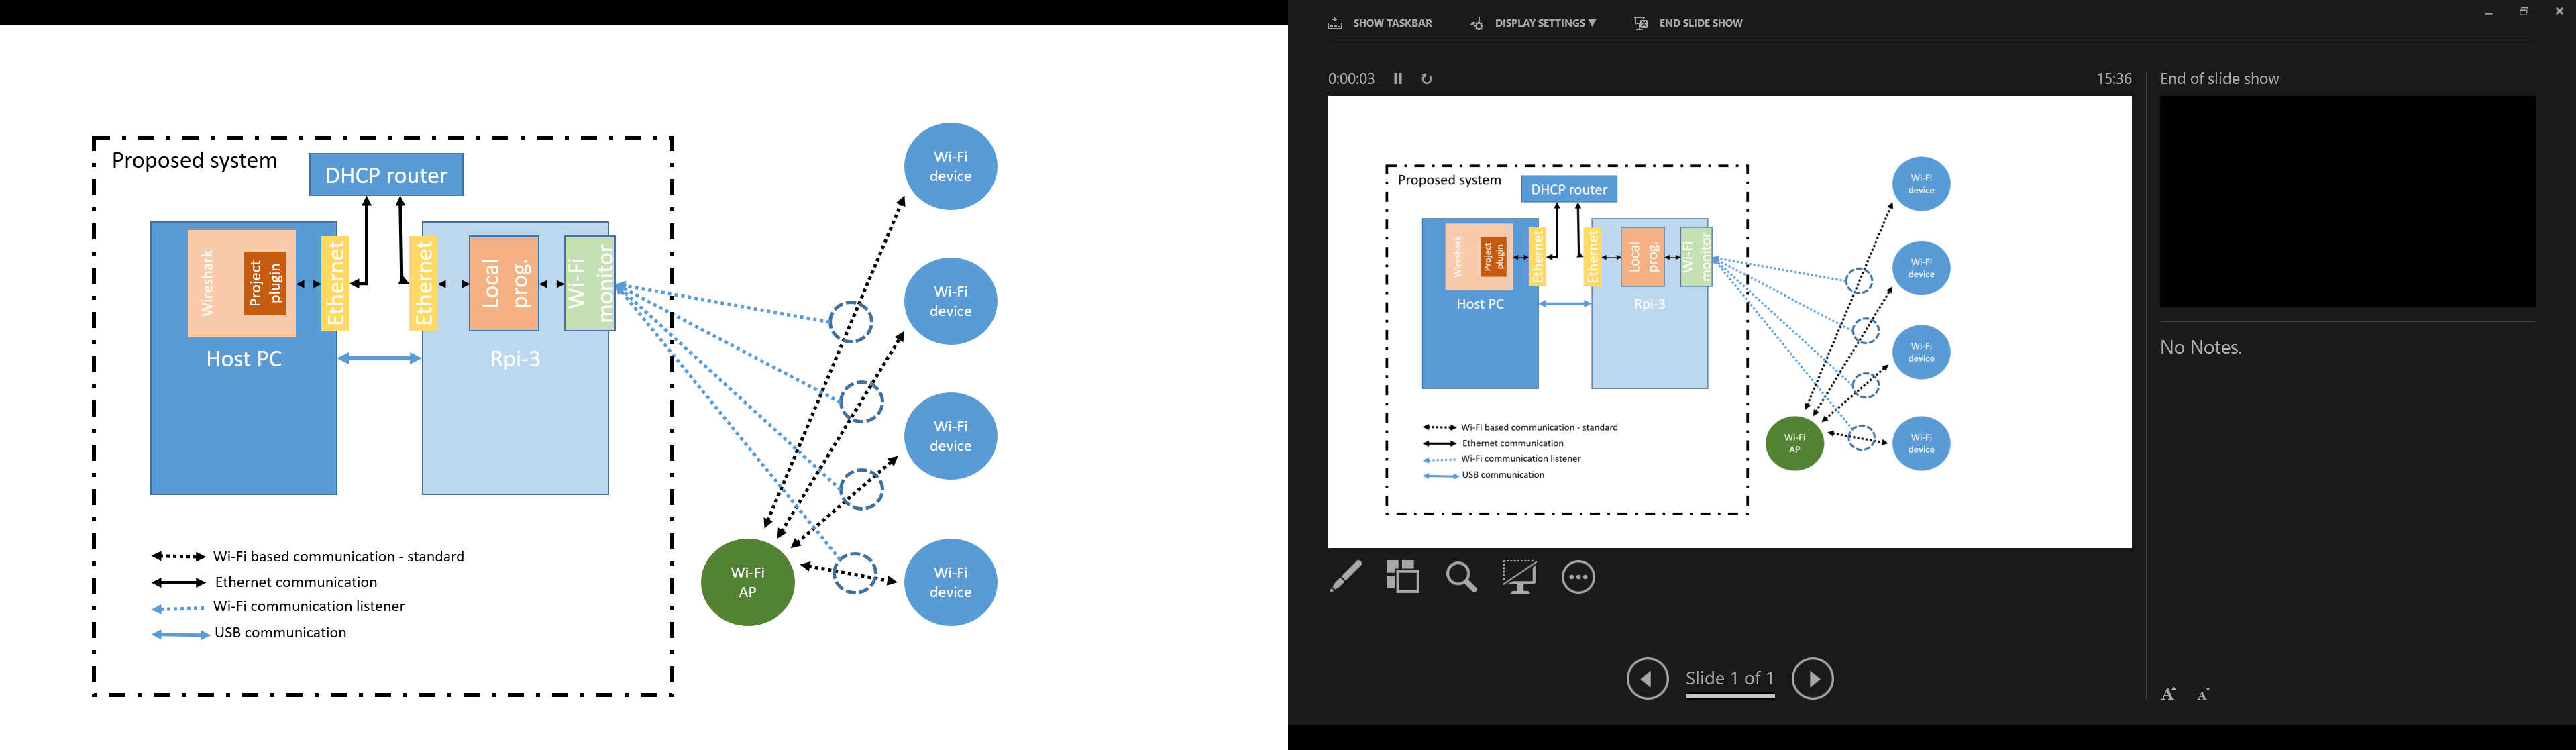 Proposed system
DHCP router
Wireshark
Project
plugin
Ethernet
Ethernet
Local
prog.
Wi-Fi
monitor
Host PC
Rpi-3
Wi-Fi based communication - standard
Ethernet communication
Wi-Fi communication listener
USB communication
Wi-Fi
device
Wi-Fi
device
Wi-Fi
device
Wi-Fi
AP
Wi-Fi
device
SHOW TASKBAR
DISPLAY SETTINGS ▼
END SLIDE SHOW
0:00:03
15:36
Proposed system
DHCP router
Wireshark
Project
plugin
Ethernet
Ethernet
Local
prog.
Wi-Fi
monitor
Host PC
Rpi-3
Wi-Fi based communication - standard
Ethernet communication
Wi-Fi communication listener
USB communication
Wi-Fi
device
Wi-Fi
device
Wi-Fi
device
Wi-Fi
AP
Wi-Fi
device
Slide 1 of 1
End of slide show
No Notes.
A A